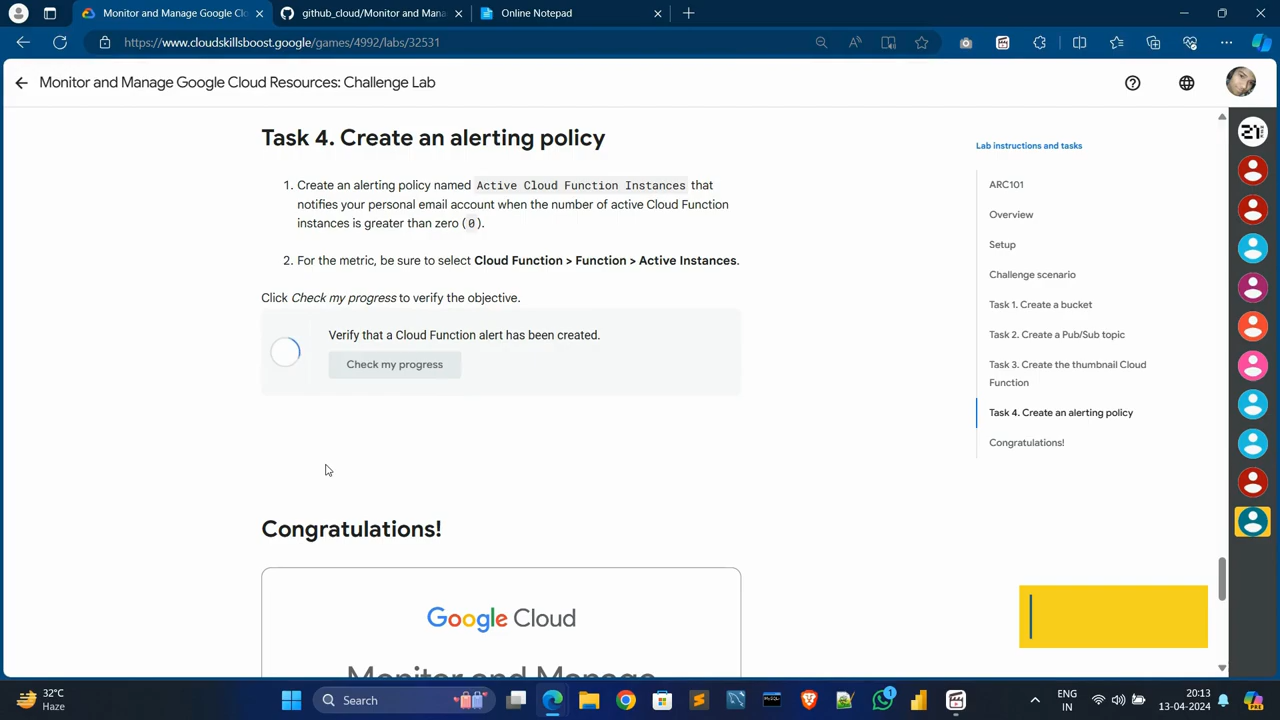 Monitor and Manage Google Clo
github_cloud/Monitor and Mana
Online Notepad
https://www.cloudskillsboost.google/games/4992/labs/32531
Monitor and Manage Google Cloud Resources: Challenge Lab
Task 4. Create an alerting policy
1. Create an alerting policy named Active Cloud Function Instances that
notifies your personal email account when the number of active Cloud Function
instances is greater than zero (0).
2. For the metric, be sure to select Cloud Function > Function > Active Instances.
Click Check my progress to verify the objective.
Verify that a Cloud Function alert has been created.
Check my progress
Congratulations!
Google Cloud
Monitor and Manage
Lab instructions and tasks
ARC101
Overview
Setup
Challenge scenario
Task 1. Create a bucket
Task 2. Create a Pub/Sub topic
Task 3. Create the thumbnail Cloud
Function
Task 4. Create an alerting policy
Congratulations!
32°C
Haze
Search
1
ENG
IN
20:13
13-04-2024